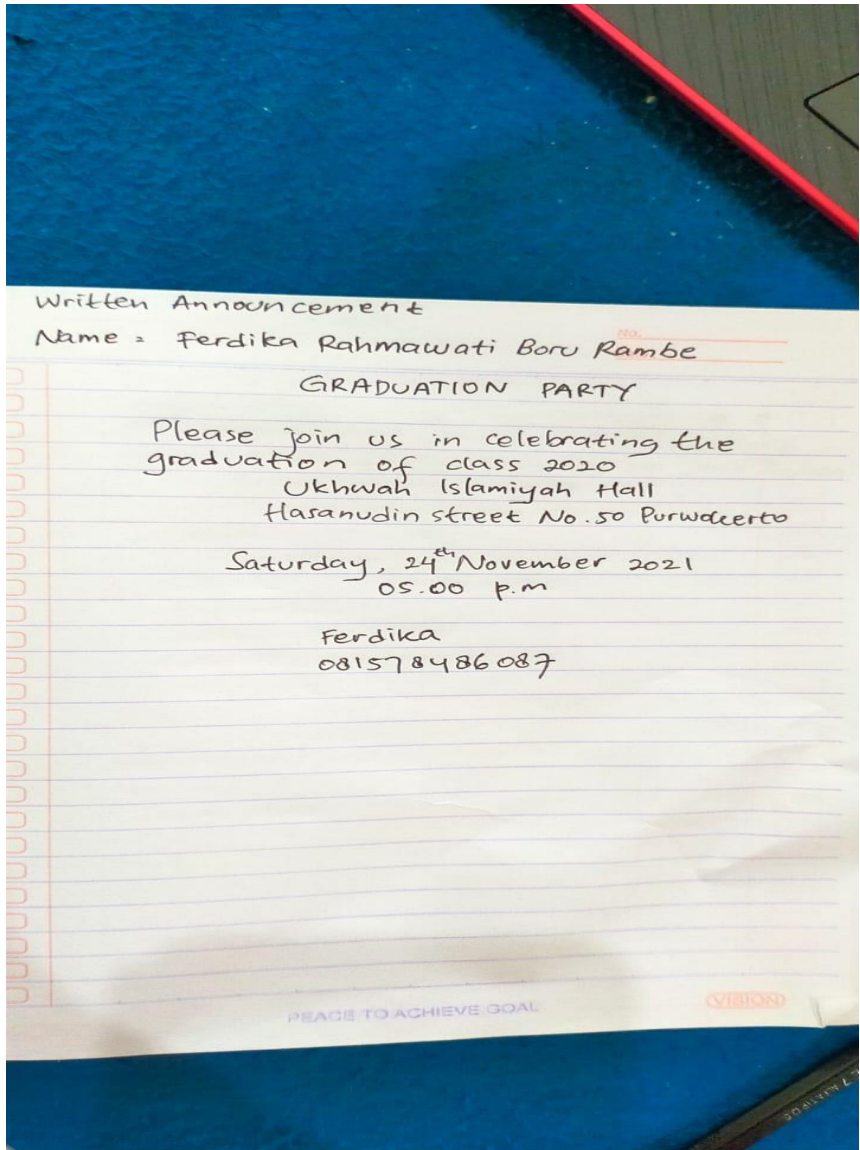 Written Announcement
No.
Name : Ferdika Rahmawati Boru Rambe
GRADUATION PARTY
Please join us in celebrating the
graduation of class 2020
Ukhwah Islamiyah Hall
Hasanudin street No. 50 Purwokerto
Saturday, 24th November 2021
05.00 p.m
Ferdika
081578486087
PEACE TO ACHIEVE GOAL
VISION